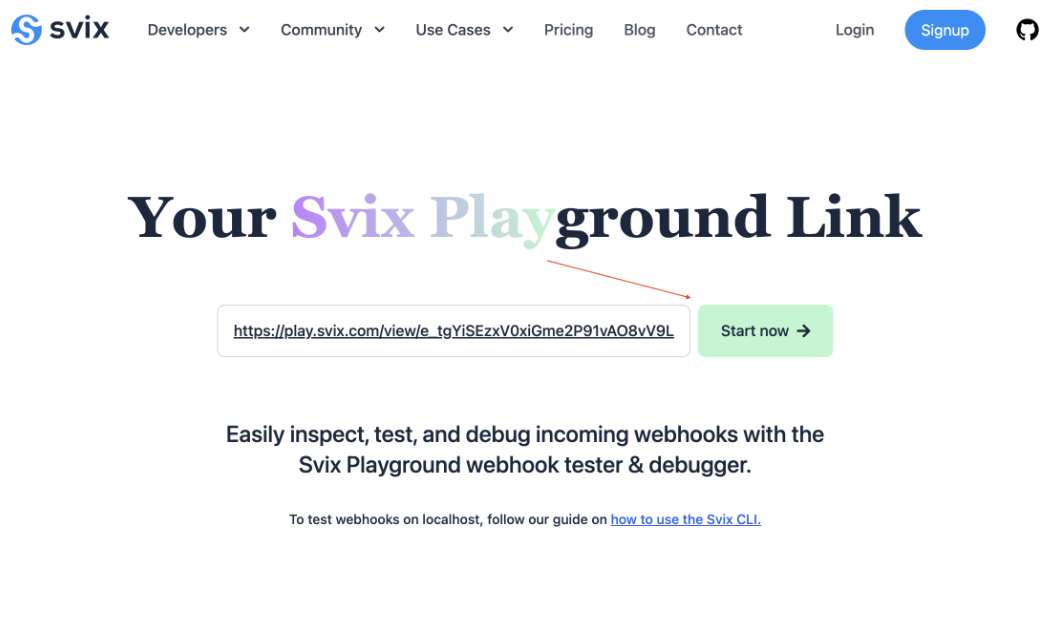 svix Developers Community Use Cases Pricing Blog Contact Login Signup
Your Svix Playground Link
https://play.svix.com/view/e_tgYiSEzxV0xiGme2P91vAO8vV9L Start now →
Easily inspect, test, and debug incoming webhooks with the
Svix Playground webhook tester & debugger.
To test webhooks on localhost, follow our guide on how to use the Svix CLI.